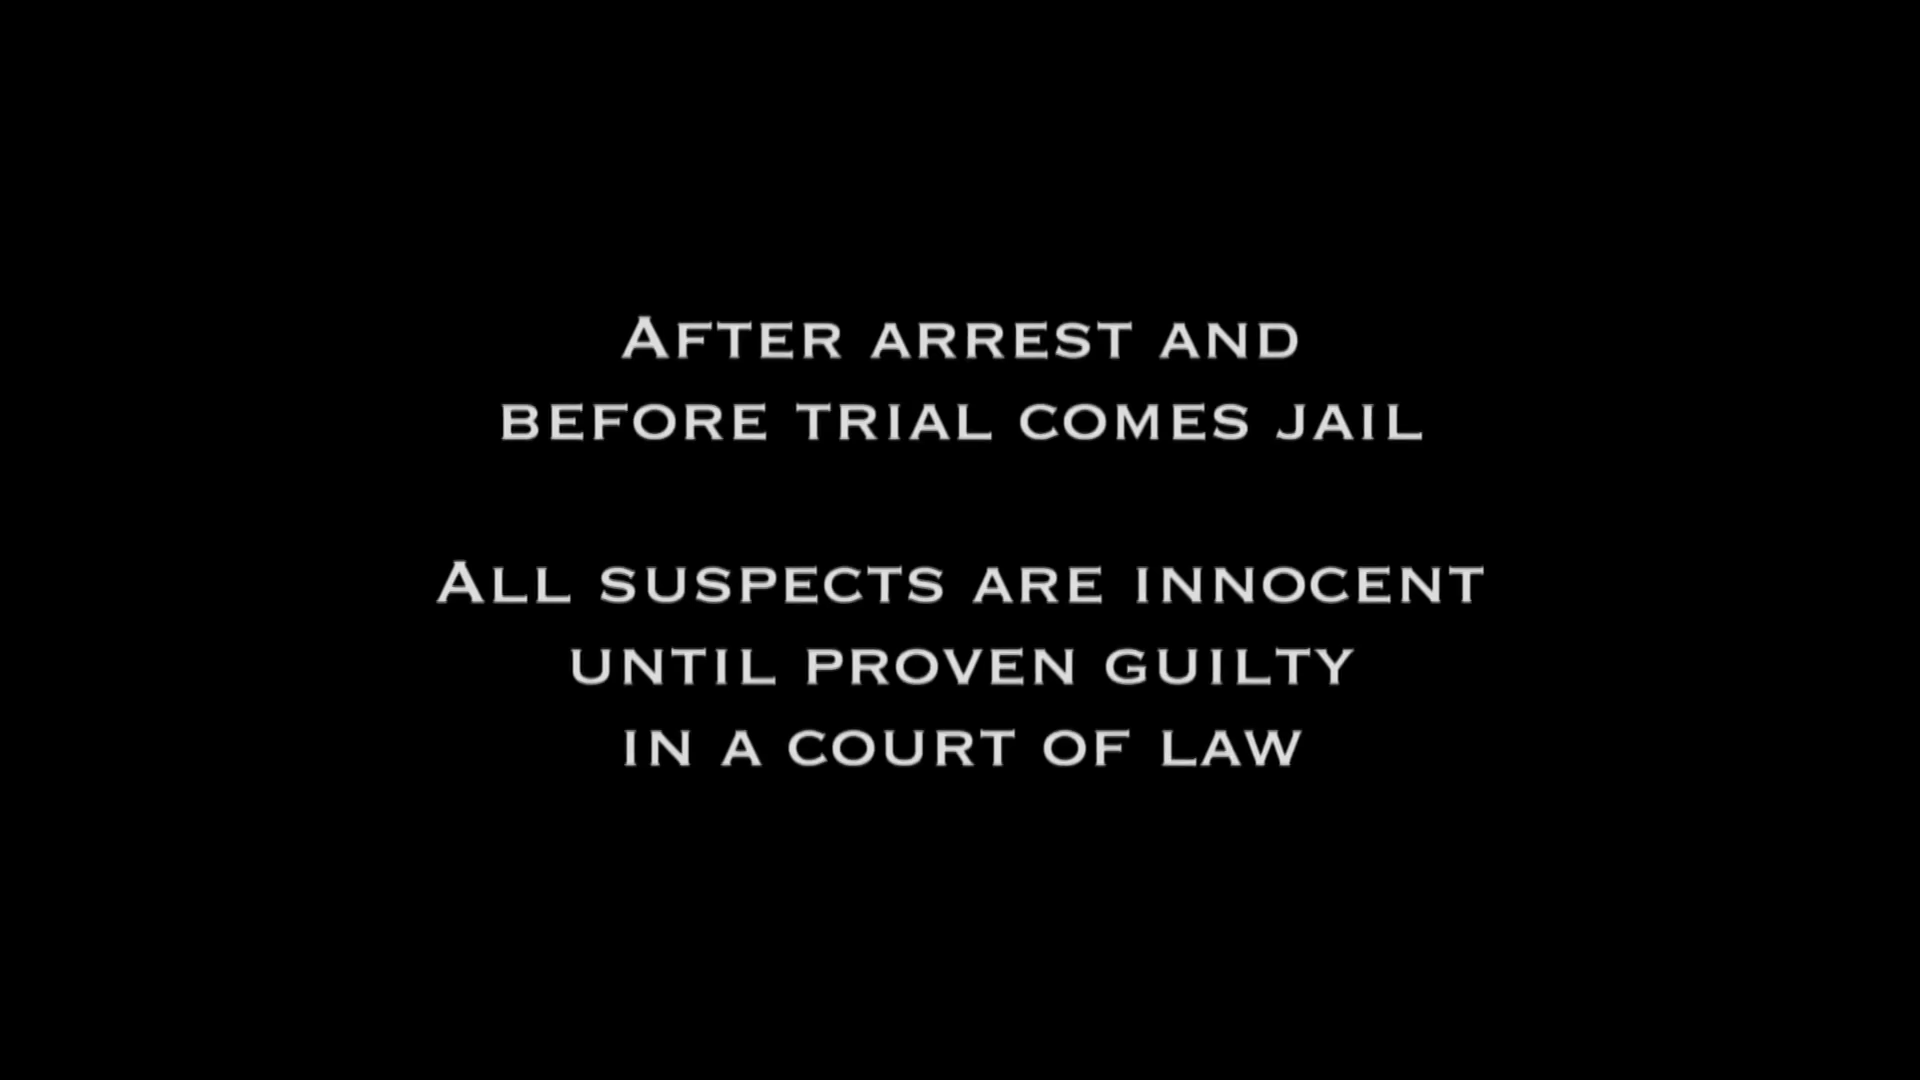 After arrest and
before trial comes jail
All suspects are innocent
until proven guilty
in a court of law